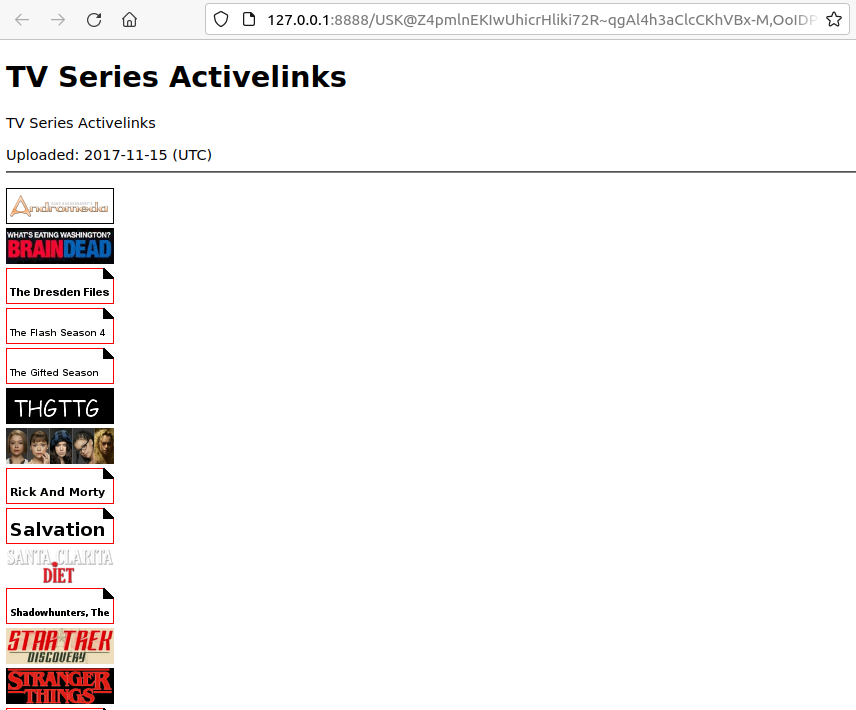 127.0.0.1:8888/USK@Z4pmlnEKIwUhicrHliki72R~qgAl4h3aClcCKhVBx-M,OoIDP
TV Series Activelinks
TV Series Activelinks
Uploaded: 2017-11-15 (UTC)
Andromeda
WHAT'S EATING WASHINGTON?
BRAINDEAD
The Dresden Files
The Flash Season 4
The Gifted Season
THGTTG
Rick And Morty
Salvation
SANTA CLARITA
DIET
Shadowhunters, The
STAR TREK
DISCOVERY
STRANGER
THINGS